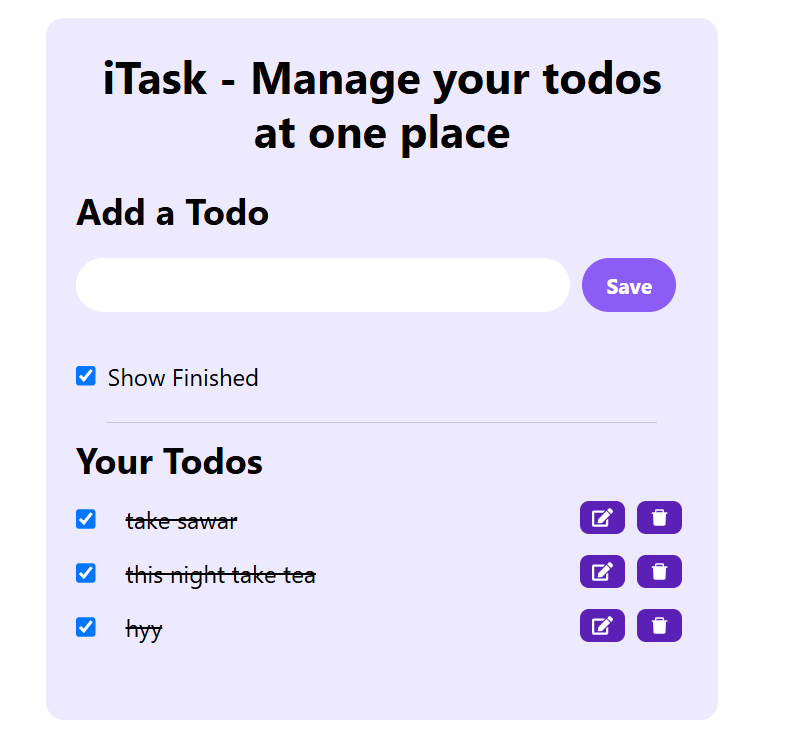 iTask - Manage your todos
at one place
Add a Todo
Save
Show Finished
Your Todos
take sawar
this night take tea
hyy